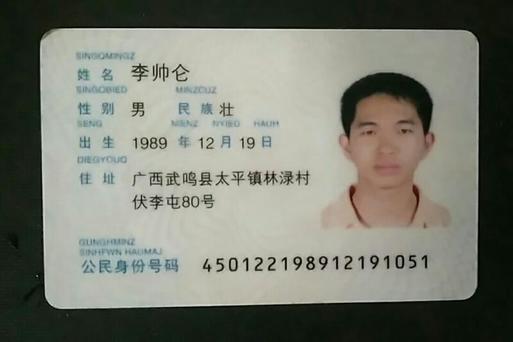 SINGQMINGZ
姓名 李帅仑
SINGQBIED MINZCUZ
性别 男 民族 壮
SENG NIENZ NYIED HAUH
出生 1989 年 12 月 19 日
DIEGYOUQ
住址 广西武鸣县太平镇林渌村
伏李屯80号
GUNGHMINZ
SINHFWN HAUMAJ
公民身份号码 450122198912191051